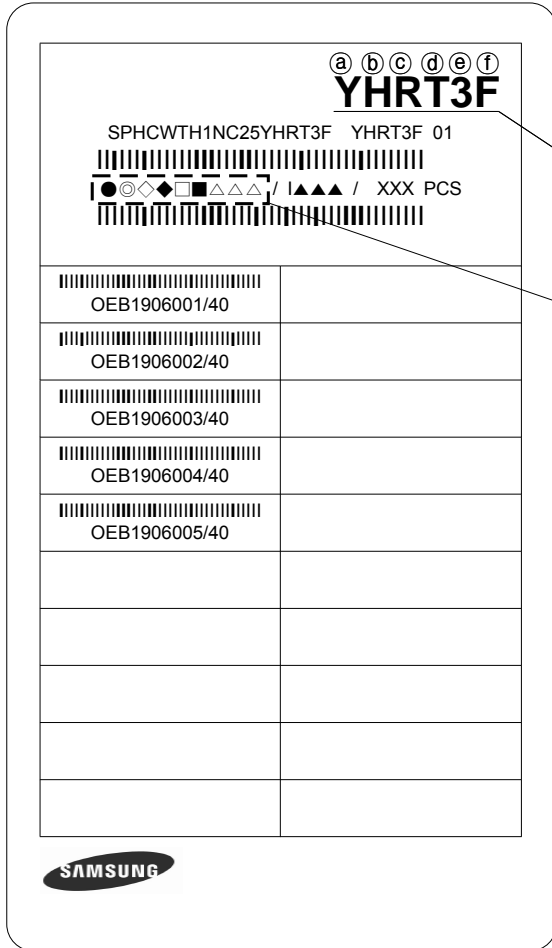 ⓐ ⓑ ⓒ ⓓ ⓔ ⓕ
YHRT3F
SPHCWTH1NC25YHRT3F YHRT3F 01
●◎◇◆□■△△△ / I▲▲▲ / XXX PCS
OEB1906001/40
OEB1906002/40
OEB1906003/40
OEB1906004/40
OEB1906005/40
SAMSUNG